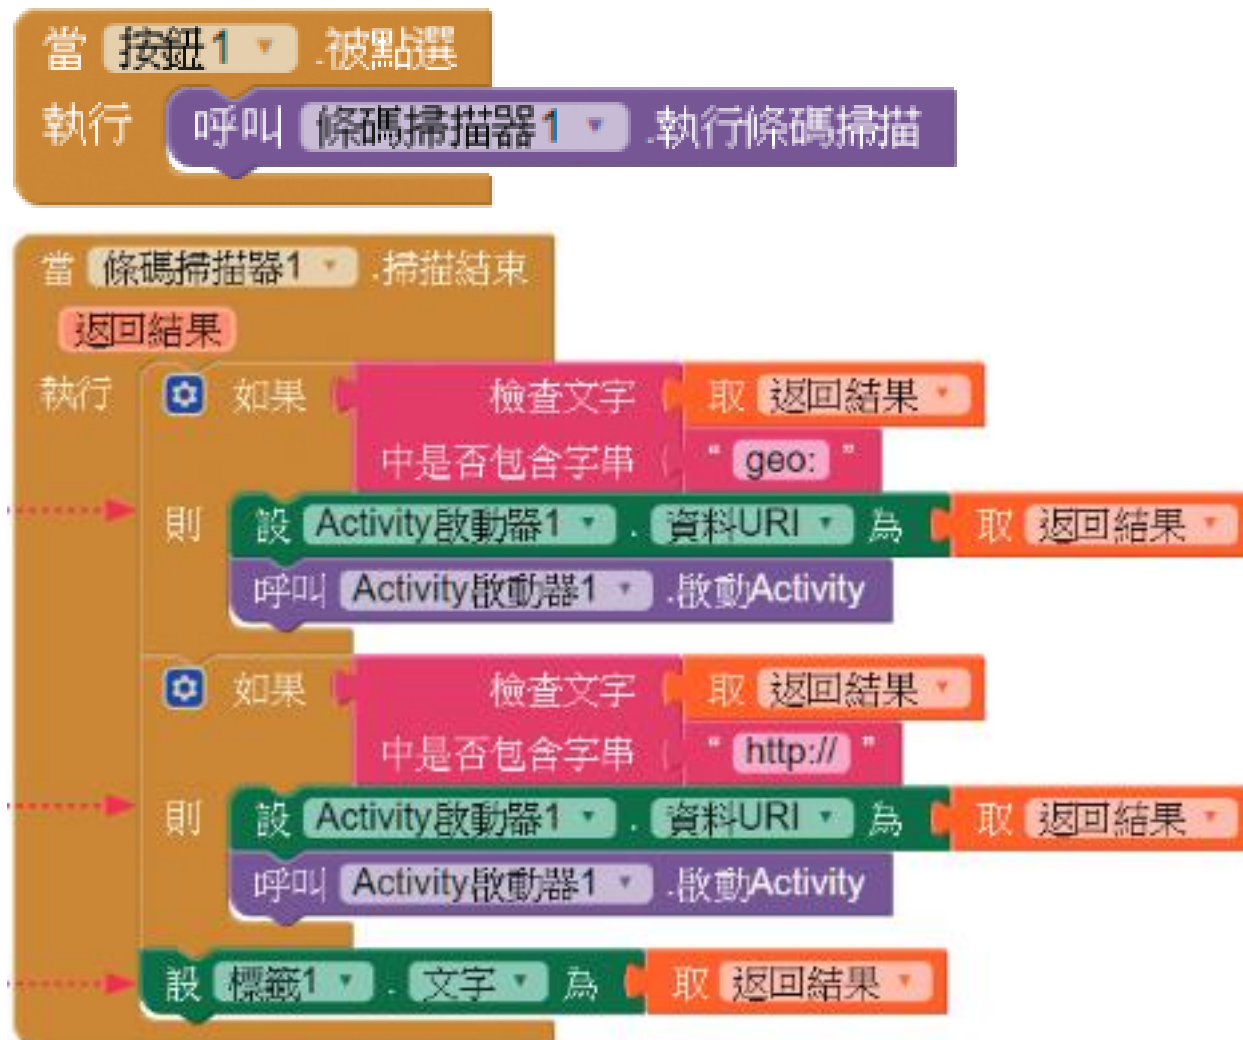 當 按鈕1 .被點選
執行 呼叫 條碼掃描器1 .執行條碼掃描
當 條碼掃描器1 .掃描結束
返回結果
執行 如果 檢查文字 取 返回結果
中是否包含字串 " geo: "
則 設 Activity啟動器1 . 資料URI 為 取 返回結果
呼叫 Activity啟動器1 .啟動Activity
如果 檢查文字 取 返回結果
中是否包含字串 " http:// "
則 設 Activity啟動器1 . 資料URI 為 取 返回結果
呼叫 Activity啟動器1 .啟動Activity
設 標籤1 . 文字 為 取 返回結果